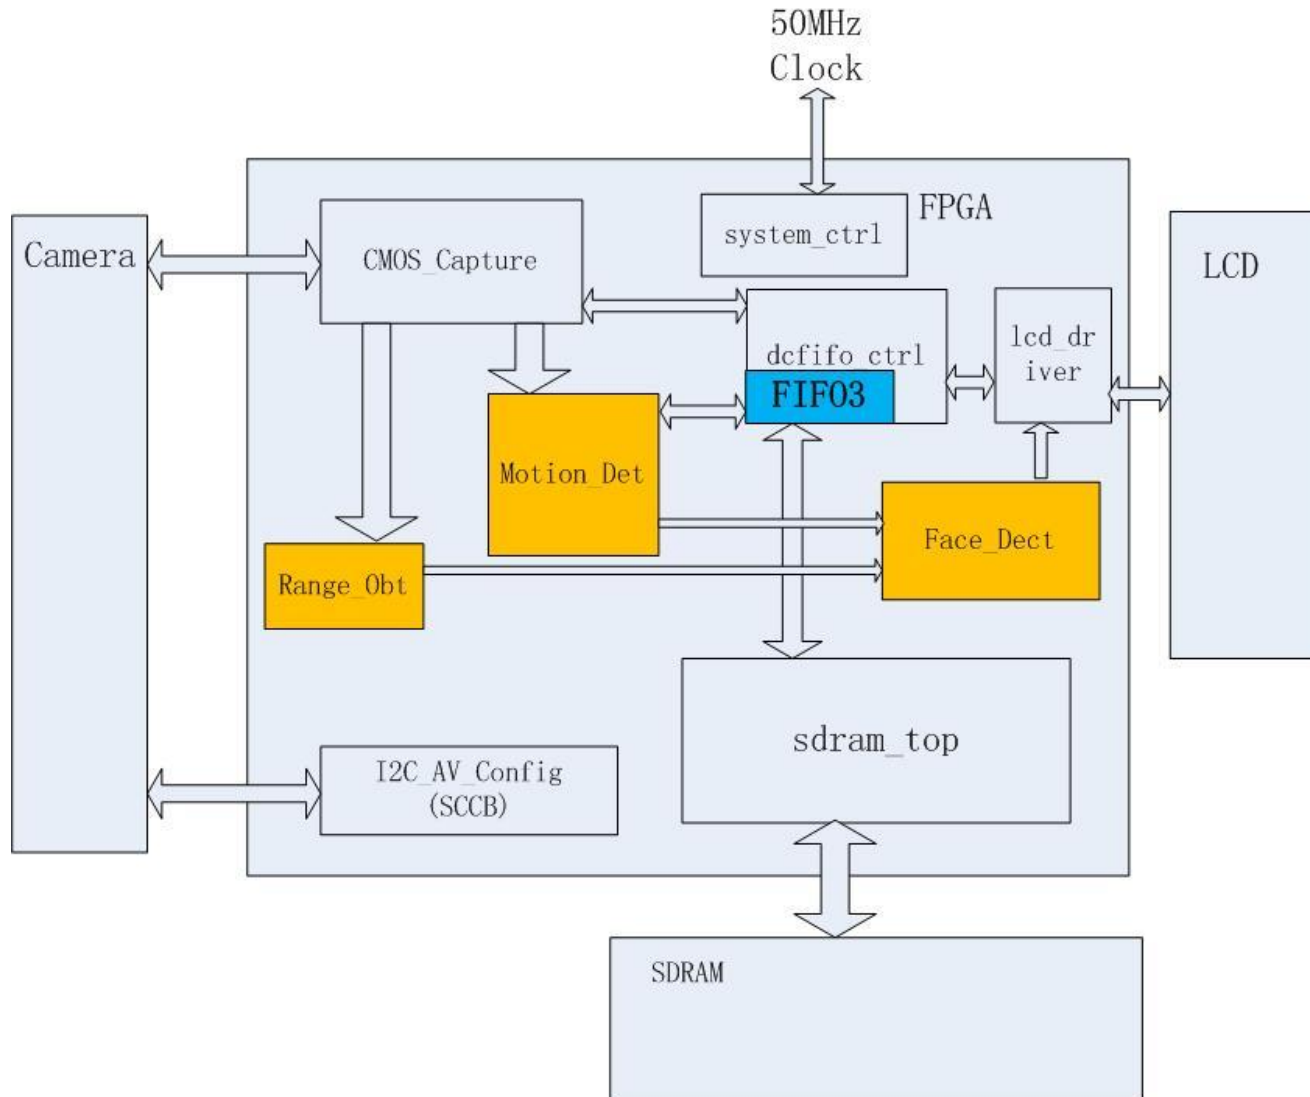 50MHz
Clock
FPGA
system_ctrl
Camera
CMOS_Capture
LCD
dcfifo_ctrl
FIFO3
lcd_dr
iver
Motion_Det
Face_Dect
Range_Obt
sdram_top
I2C_AV_Config
(SCCB)
SDRAM